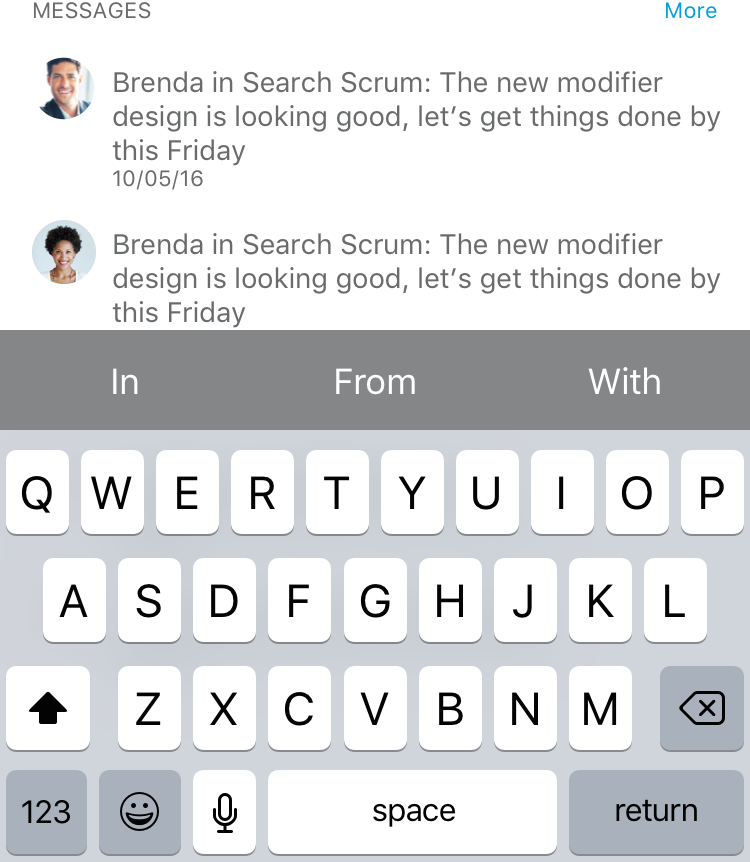 MESSAGES More
Brenda in Search Scrum: The new modifier
design is looking good, let’s get things done by
this Friday
10/05/16
Brenda in Search Scrum: The new modifier
design is looking good, let’s get things done by
this Friday
In From With
Q W E R T Y U I O P
A S D F G H J K L
Z X C V B N M
123 space return